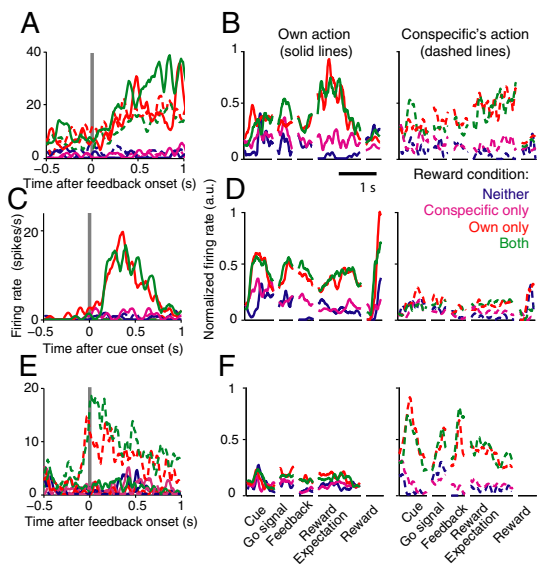 A
B
Own action
(solid lines)
Conspecific's action
(dashed lines)
40
20
0
−0.5
0
0.5
1
Time after feedback onset (s)
1
0.5
0
1 s
Reward condition:
Neither
Conspecific only
Own only
Both
C
D
Firing rate (spikes/s)
20
0
−0.5
0
0.5
1
Time after cue onset (s)
Normalized firing rate (a.u.)
1
0.5
0
E
F
20
10
0
−0.5
0
0.5
1
Time after feedback onset (s)
1
0.5
0
Cue
Go signal
Feedback
Reward
Expectation
Reward
Cue
Go signal
Feedback
Reward
Expectation
Reward